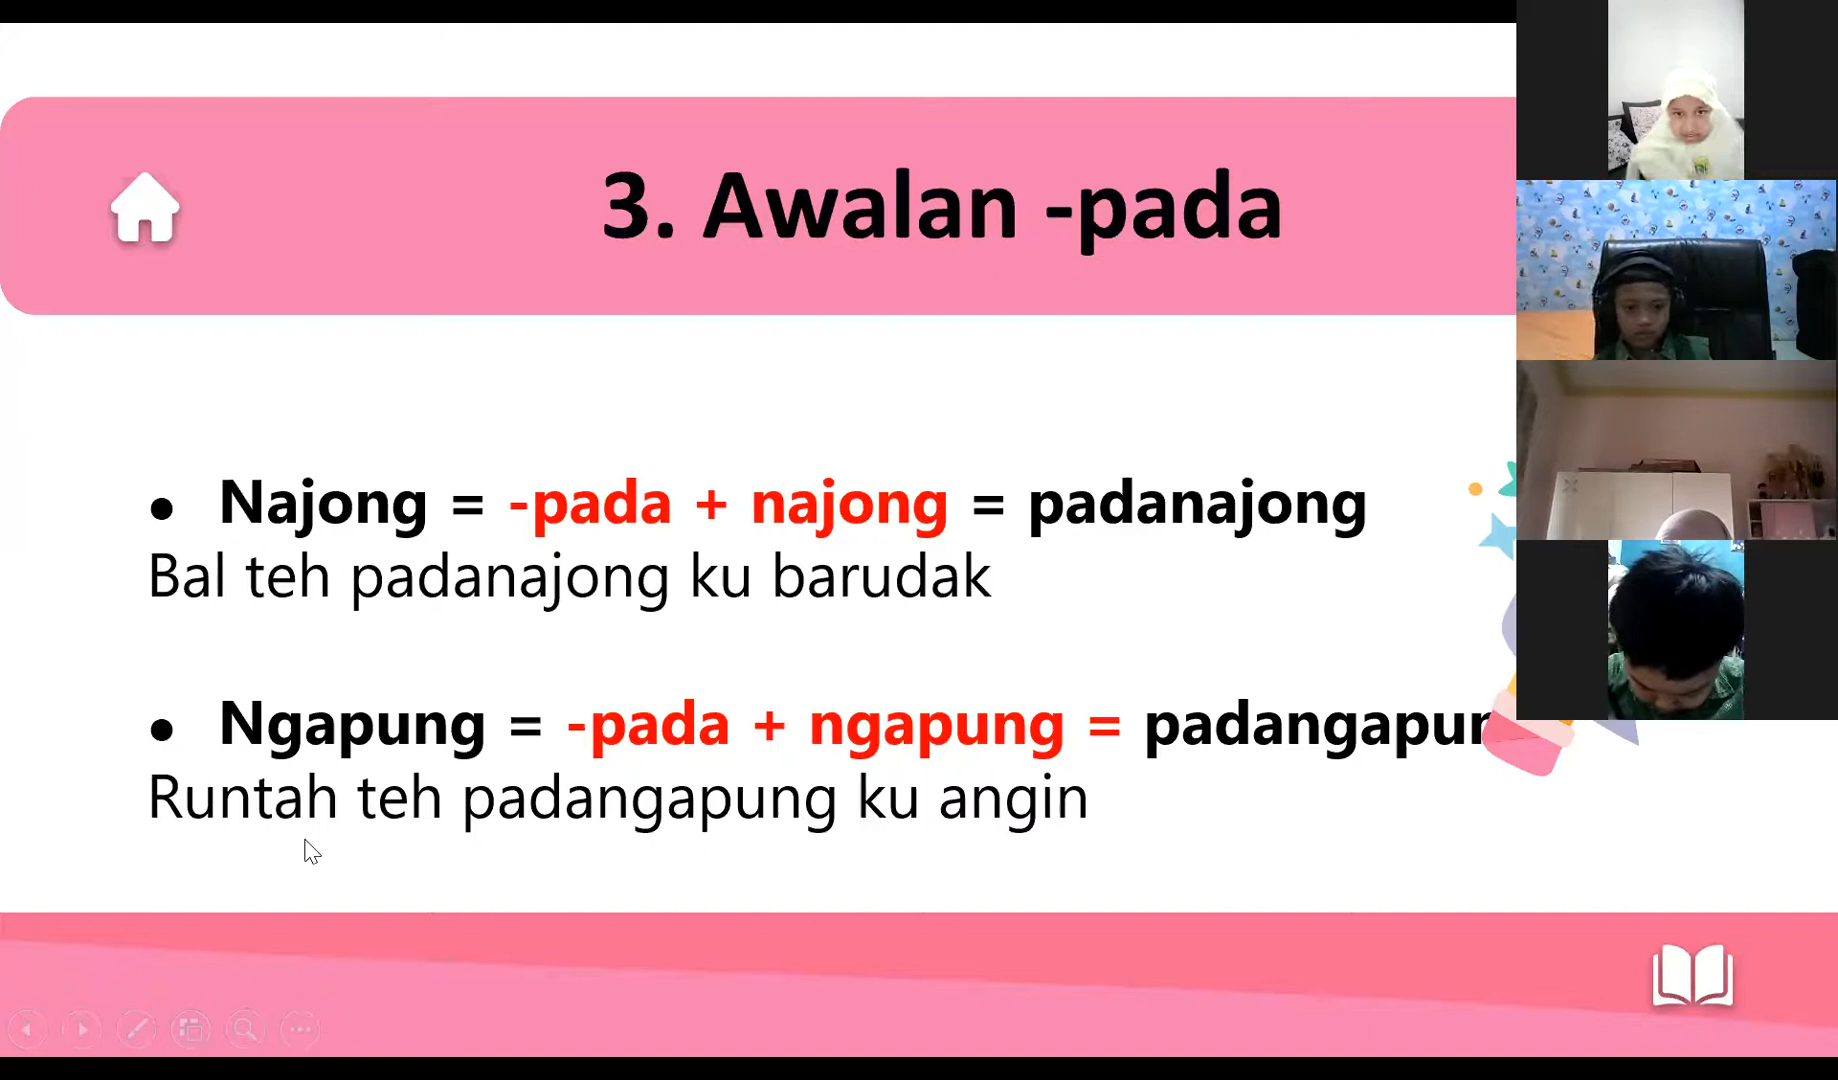 3. Awalan -pada
● Najong = -pada + najong = padanajong
Bal teh padanajong ku barudak
● Ngapung = -pada + ngapung =
Runtah teh padangapung ku angin